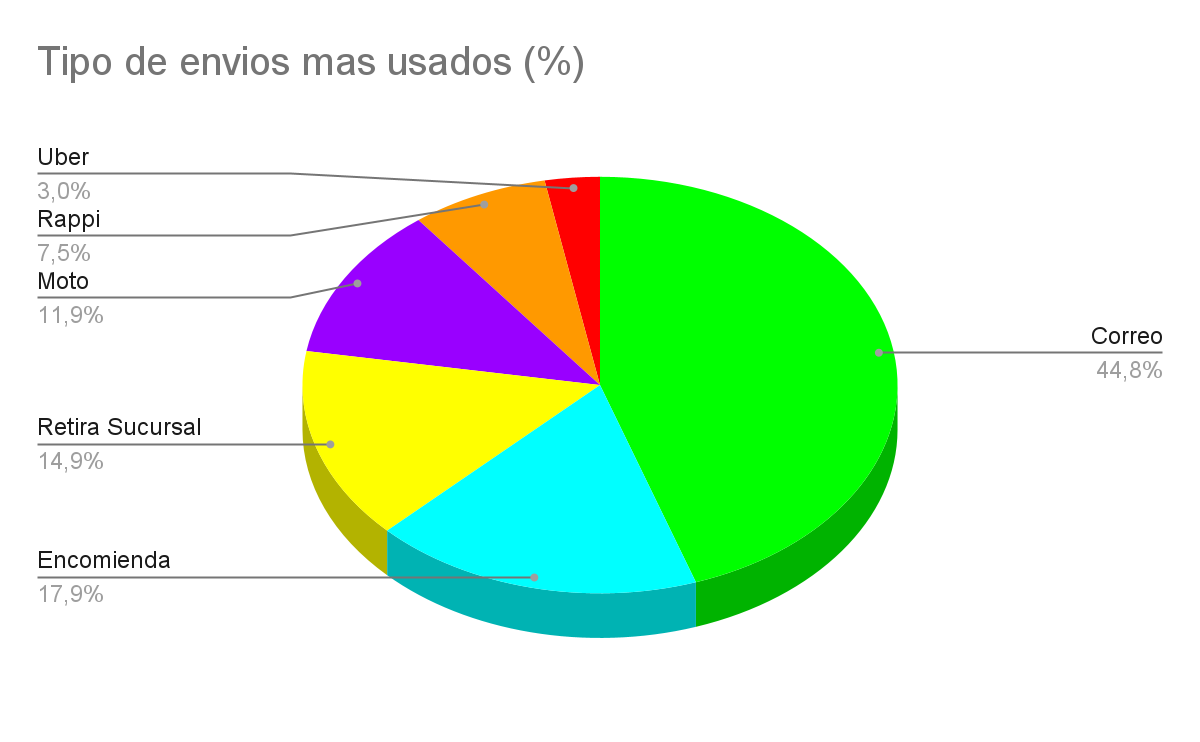 Tipo de envios mas usados (%)
Uber
3,0%
Rappi
7,5%
Moto
11,9%
Retira Sucursal
14,9%
Encomienda
17,9%
Correo
44,8%